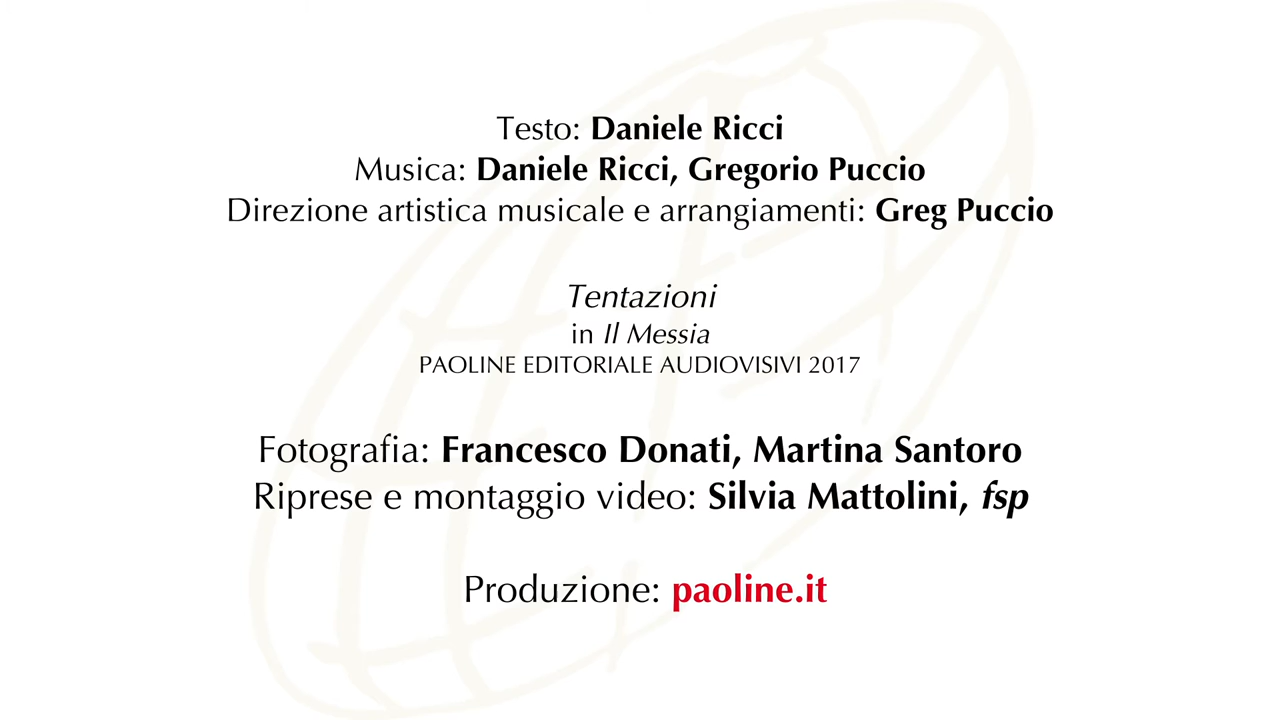 Testo: Daniele Ricci
Musica: Daniele Ricci, Gregorio Puccio
Direzione artistica musicale e arrangiamenti: Greg Puccio
Tentazioni
in Il Messia
PAOLINE EDITORIALE AUDIOVISIVI 2017
Fotografia: Francesco Donati, Martina Santoro
Riprese e montaggio video: Silvia Mattolini, fsp
Produzione: paoline.it